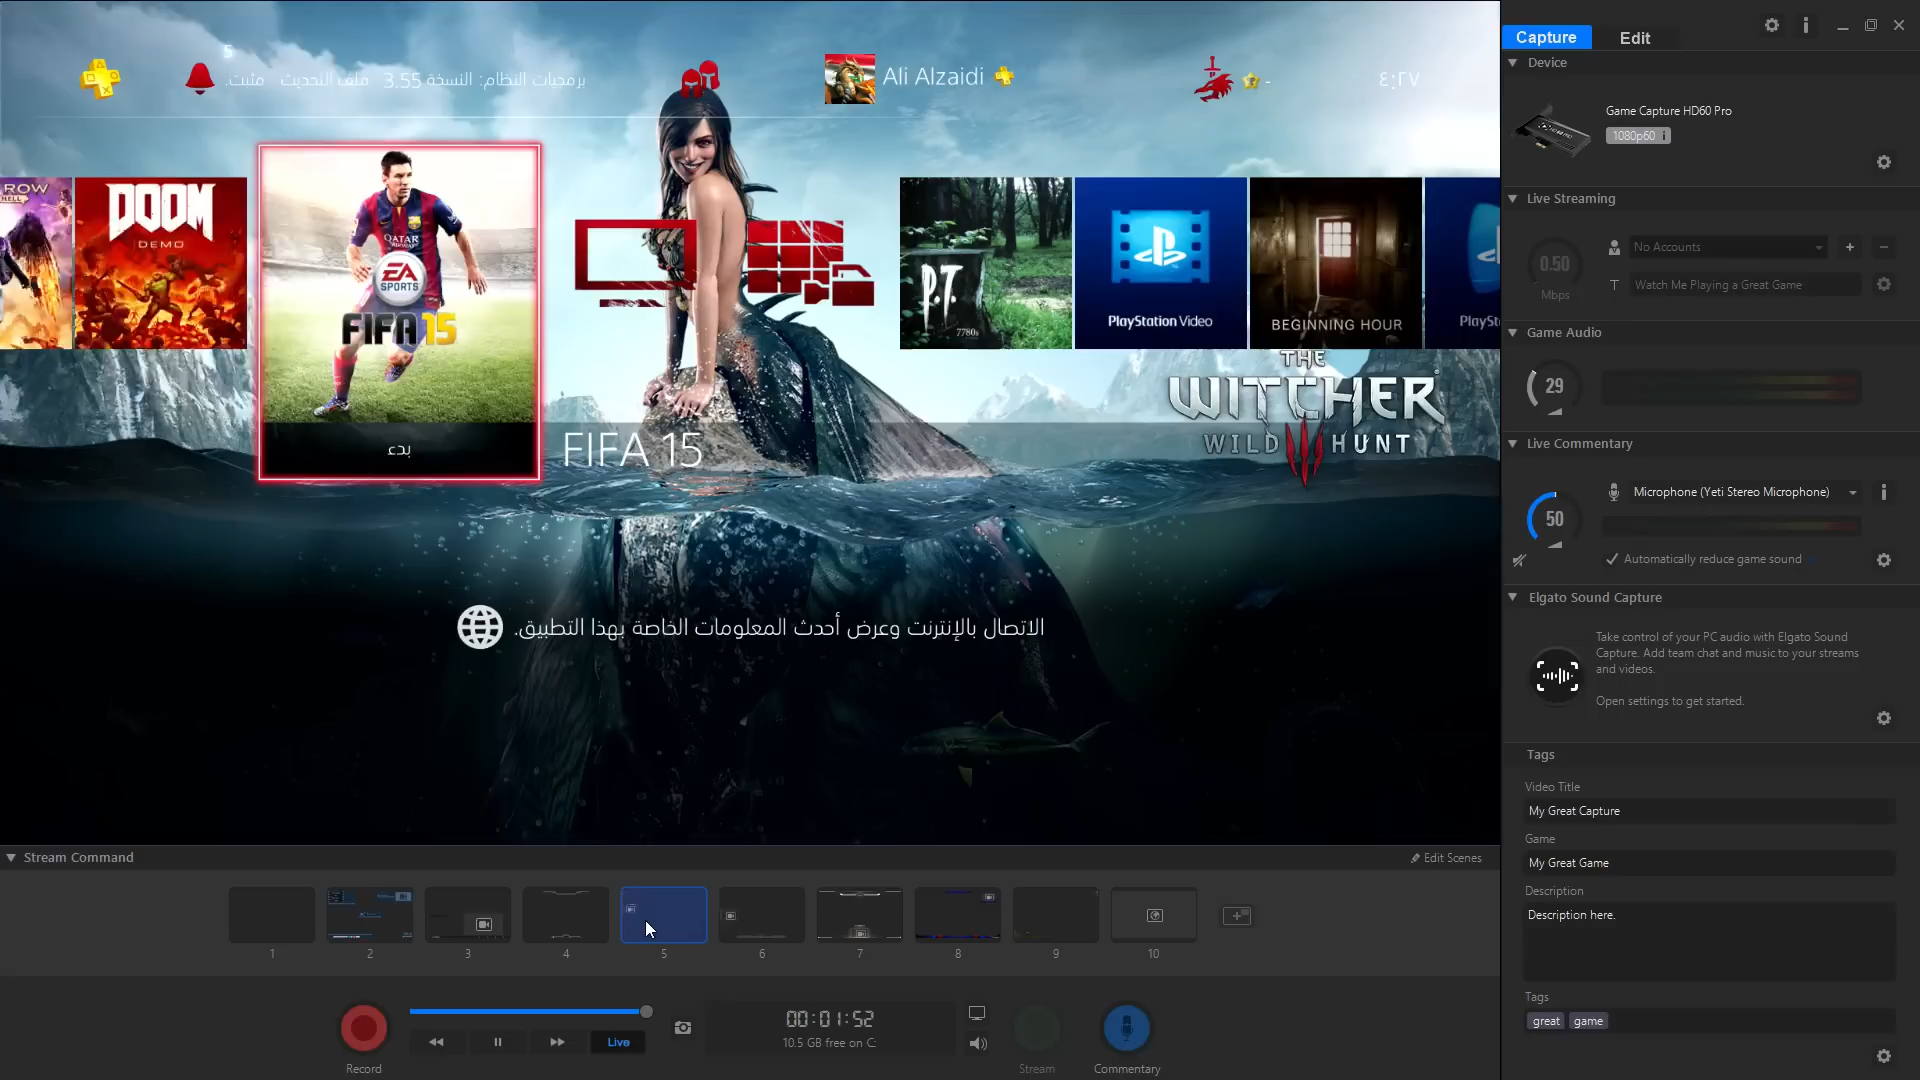 Capture
Edit
Device
Game Capture HD60 Pro
1080p60 i
Live Streaming
No Accounts
0.50
Mbps
T
Watch Me Playing a Great Game
Game Audio
29
Live Commentary
Microphone (Yeti Stereo Microphone)
50
Automatically reduce game sound
Elgato Sound Capture
Take control of your PC audio with Elgato Sound
Capture. Add team chat and music to your streams
and videos.
Open settings to get started.
Tags
Video Title
My Great Capture
Game
My Great Game
Description
Description here.
Tags
great game
5
برمجيات النظام: النسخة 3.55 ملف التحديث مثبت.
Ali Alzaidi
-
٤:٢٧
ROW
HELL
DOOM
DEMO
QATAR
AIRWAYS
EA
SPORTS
FIFA 15
بدء
FIFA 15
P.T.
7780s
PlayStation Video
BEGINNING HOUR
PlaySt
THE
WITCHER
WILD HUNT
الاتصال بالإنترنت وعرض أحدث المعلومات الخاصة بهذا التطبيق.
Stream Command
Edit Scenes
1 2 3 4 5 6 7 8 9 10
Record
Live
00:01:52
10.5 GB free on C:
Stream
Commentary